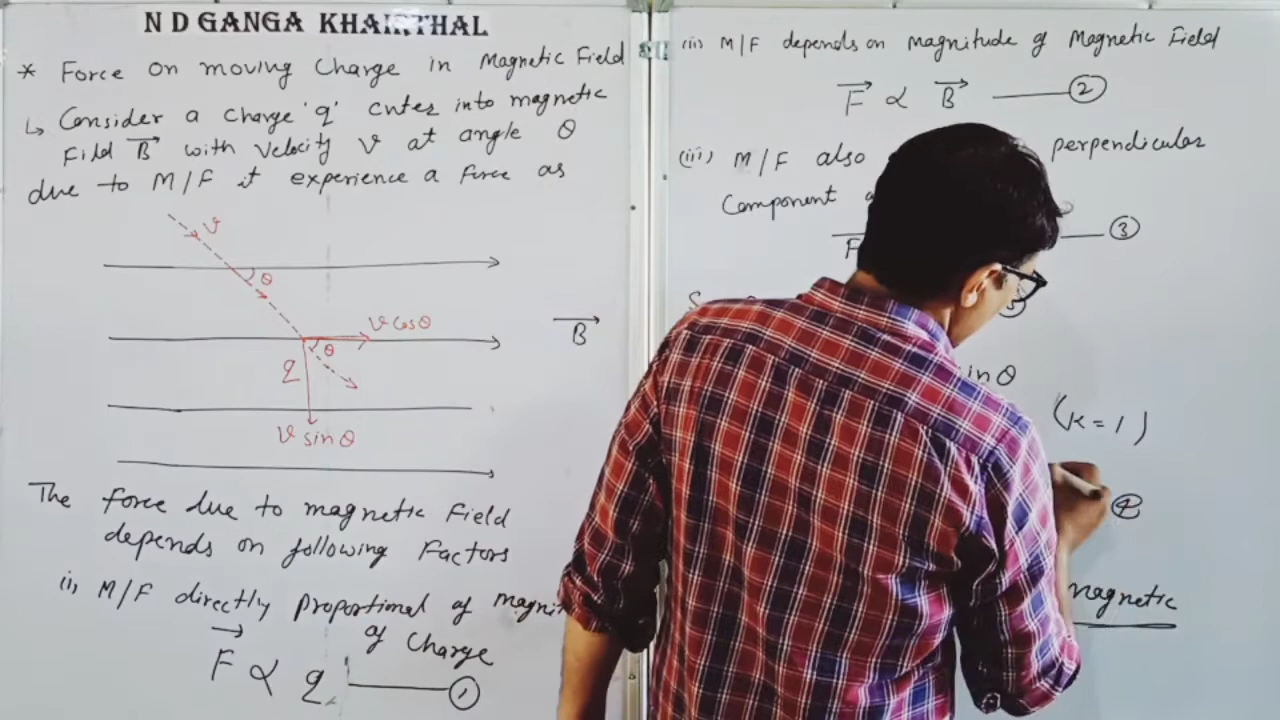 N D GANGA KHAIRTHAL
* Force on moving Charge in Magnetic Field
↳ Consider a charge 'q' enter into magnetic
Fild B⃗ with velocity v at angle θ
due to M/F it experience a force as
v
θ
v cosθ
θ
q
v sinθ
B⃗
The force due to magnetic Field
depends on following Factors
(i) M/F directly proportional of
of Charge
F⃗ ∝ q ①
(ii) M/F depends on magnitude of Magnetic Field
F⃗ ∝ B⃗ ②
(iii) M/F also perpendicular
Component
F ③
in θ
(K = 1)
④
magnetic